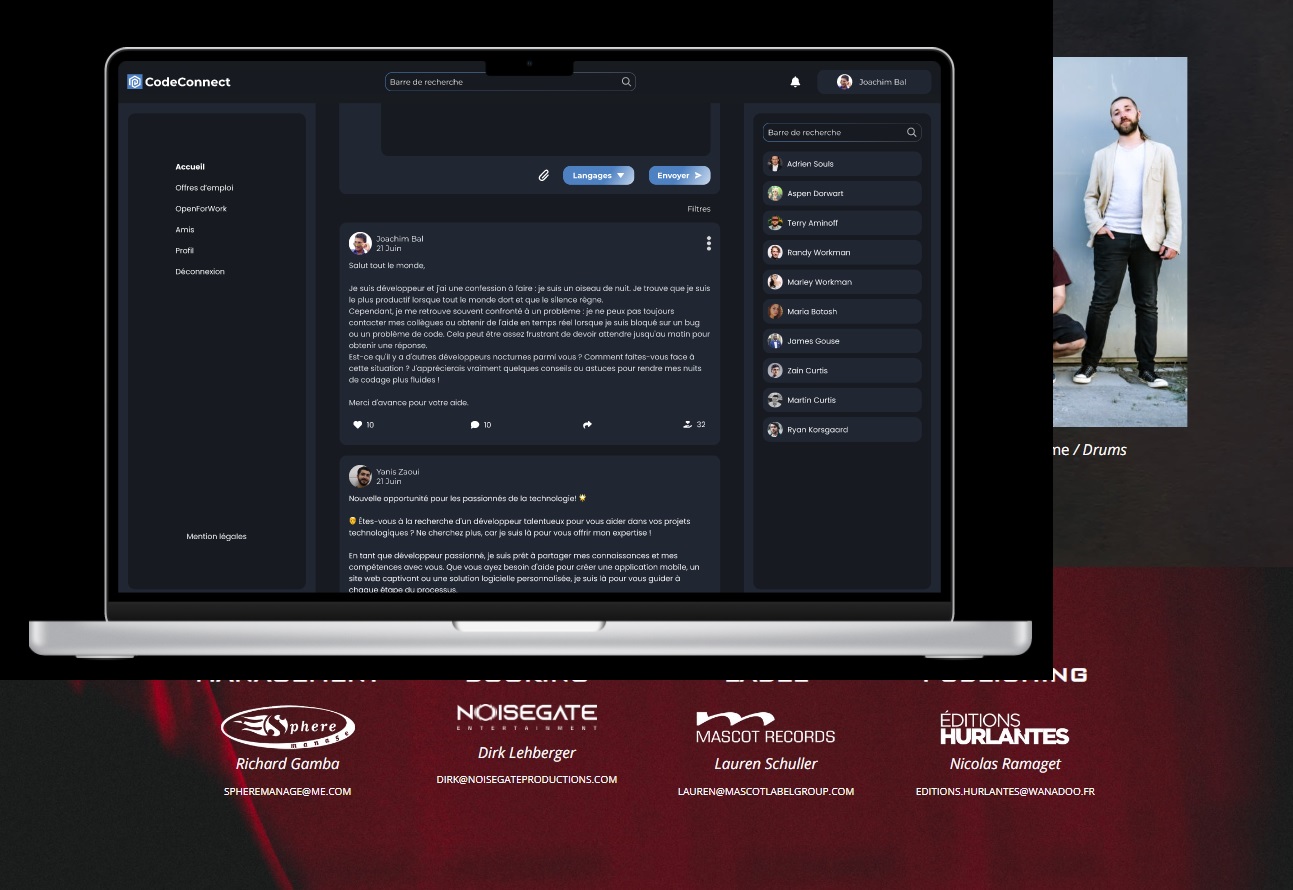 CodeConnect
Barre de recherche
Joachim Bal
Accueil
Offres d'emploi
OpenForWork
Amis
Profil
Déconnexion
Mention légales
Langages
Envoyer
Filtres
Joachim Bal
21 Juin
Salut tout le monde,
Je suis développeur et j'ai une confession à faire : je suis un oiseau de nuit. Je trouve que je suis
le plus productif lorsque tout le monde dort et que le silence règne.
Cependant, je me retrouve souvent confronté à un problème : je ne peux pas toujours
contacter mes collègues ou obtenir de l'aide en temps réel lorsque je suis bloqué sur un bug
ou un problème de code. Cela peut être assez frustrant de devoir attendre jusqu'au matin pour
obtenir une réponse.
Est-ce qu'il y a d'autres développeurs nocturnes parmi vous ? Comment faites-vous face à
cette situation ? J'apprécierais vraiment quelques conseils ou astuces pour rendre mes nuits
de codage plus fluides !
Merci d'avance pour votre aide.
10
10
32
Yanis Zaoui
21 Juin
Nouvelle opportunité pour les passionnés de la technologie! 🌟
Êtes-vous à la recherche d'un développeur talentueux pour vous aider dans vos projets
technologiques ? Ne cherchez plus, car je suis là pour vous offrir mon expertise !
En tant que développeur passionné, je suis prêt à partager mes connaissances et mes
compétences avec vous. Que vous ayez besoin d'aide pour créer une application mobile, un
site web captivant ou une solution logicielle personnalisée, je suis là pour vous guider à
chaque étape du processus.
Barre de recherche
Adrien Souls
Aspen Dorwart
Terry Aminoff
Randy Workman
Marley Workman
Maria Botosh
James Gouse
Zain Curtis
Martin Curtis
Ryan Korsgaard
me / Drums
MANAGEMENT
BOOKING
LABEL
PUBLISHING
Sphere
manage
Richard Gamba
SPHEREMANAGE@ME.COM
NOISEGATE
ENTERTAINMENT
Dirk Lehberger
DIRK@NOISEGATEPRODUCTIONS.COM
MASCOT RECORDS
Lauren Schuller
LAUREN@MASCOTLABELGROUP.COM
ÉDITIONS
HURLANTES
Nicolas Ramaget
EDITIONS.HURLANTES@WANADOO.FR